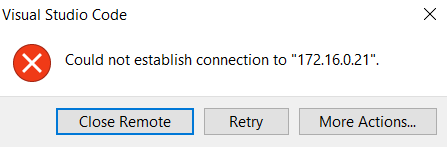 Visual Studio Code
Could not establish connection to "172.16.0.21".
Close Remote
Retry
More Actions...